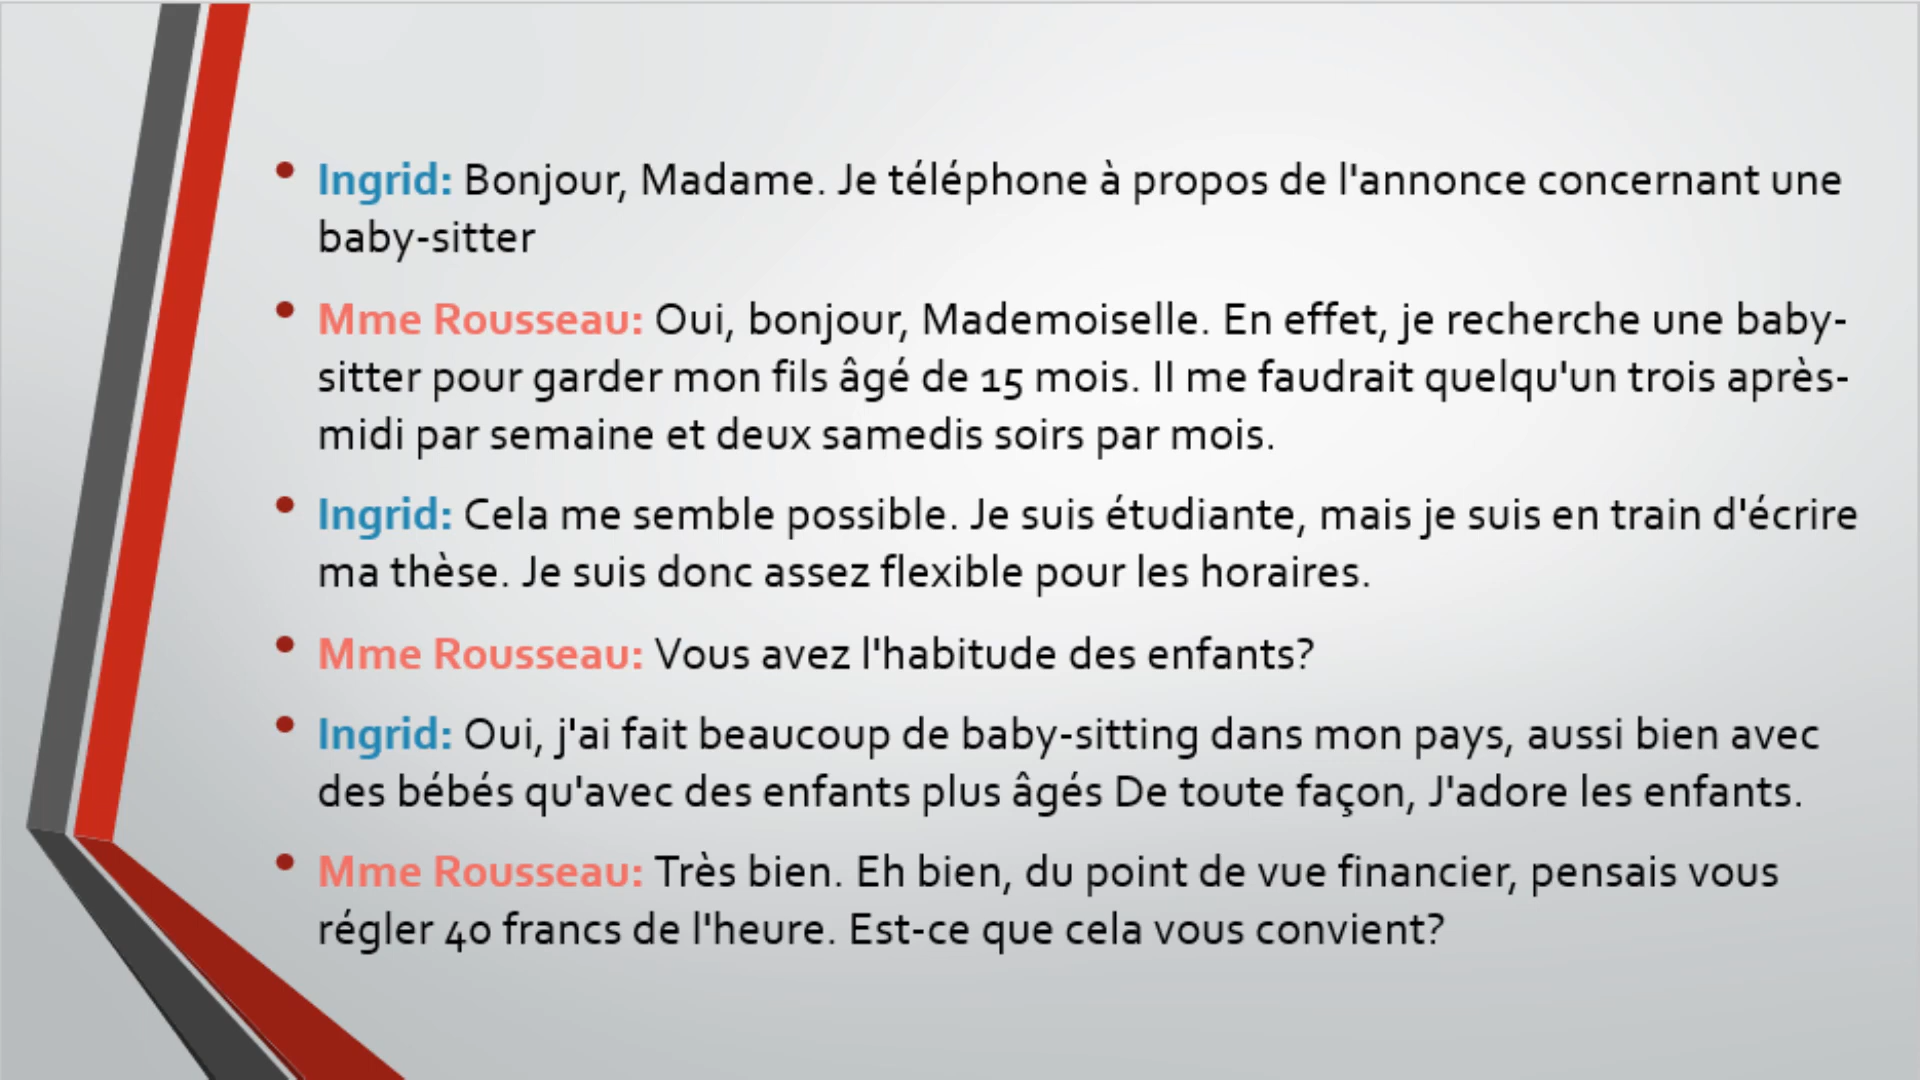 • Ingrid: Bonjour, Madame. Je téléphone à propos de l'annonce concernant une
baby-sitter
• Mme Rousseau: Oui, bonjour, Mademoiselle. En effet, je recherche une baby-
sitter pour garder mon fils âgé de 15 mois. Il me faudrait quelqu'un trois après-
midi par semaine et deux samedis soirs par mois.
• Ingrid: Cela me semble possible. Je suis étudiante, mais je suis en train d'écrire
ma thèse. Je suis donc assez flexible pour les horaires.
• Mme Rousseau: Vous avez l'habitude des enfants?
• Ingrid: Oui, j'ai fait beaucoup de baby-sitting dans mon pays, aussi bien avec
des bébés qu'avec des enfants plus âgés De toute façon, J'adore les enfants.
• Mme Rousseau: Très bien. Eh bien, du point de vue financier, pensais vous
régler 40 francs de l'heure. Est-ce que cela vous convient?